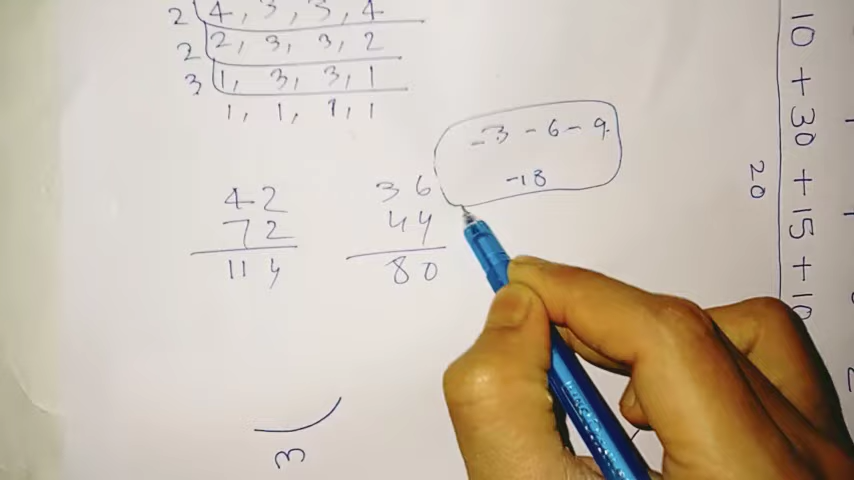 2 | 4, 3, 3, 4
2 | 2, 3, 3, 2
3 | 1, 3, 3, 1
1, 1, 1, 1
-3 - 6 - 9
-18
42
72
114
36
44
80
3
10 + 30 + 15 + 10
20